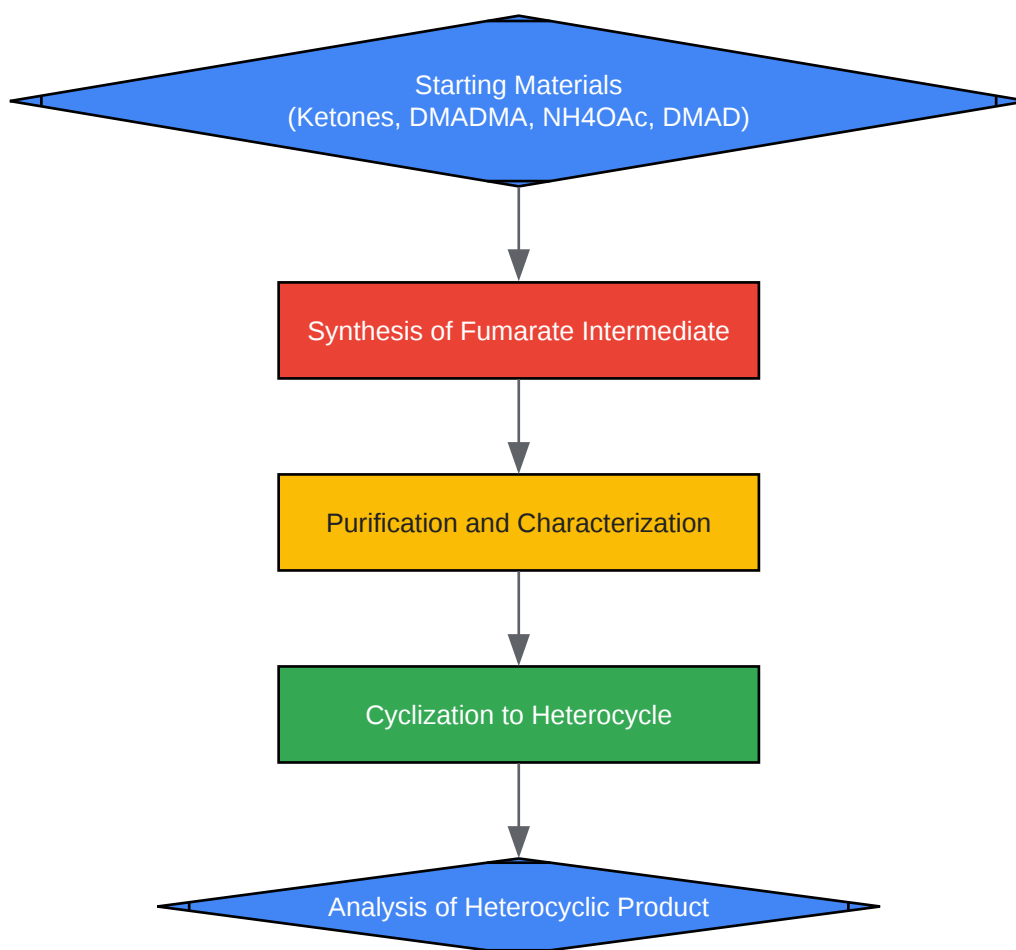 Starting Materials
(Ketones, DMADMA, NH4OAc, DMAD)
Synthesis of Fumarate Intermediate
Purification and Characterization
Cyclization to Heterocycle
Analysis of Heterocyclic Product